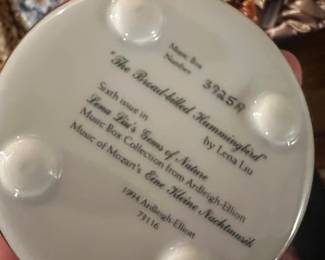 Music Box
Number 3925A
"The Broad-billed Hummingbird"
by Lena Liu
Sixth issue in
Lena Liu's Gems of Nature
Music Box Collection from Ardleigh-Elliott
Music of Mozart's Eine Kleine Nachtmusik
1994 Ardleigh-Elliott
73116